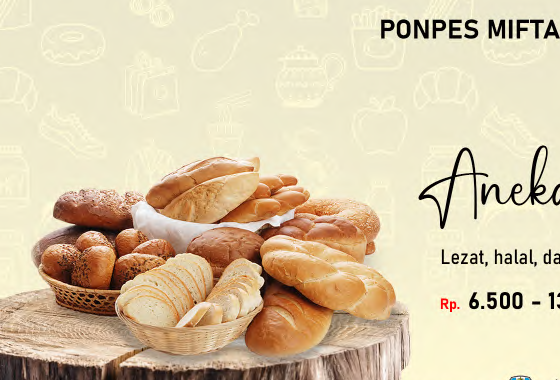 PONPES MIFTA
Aneka
Lezat, halal, da
Rp. 6.500 - 13